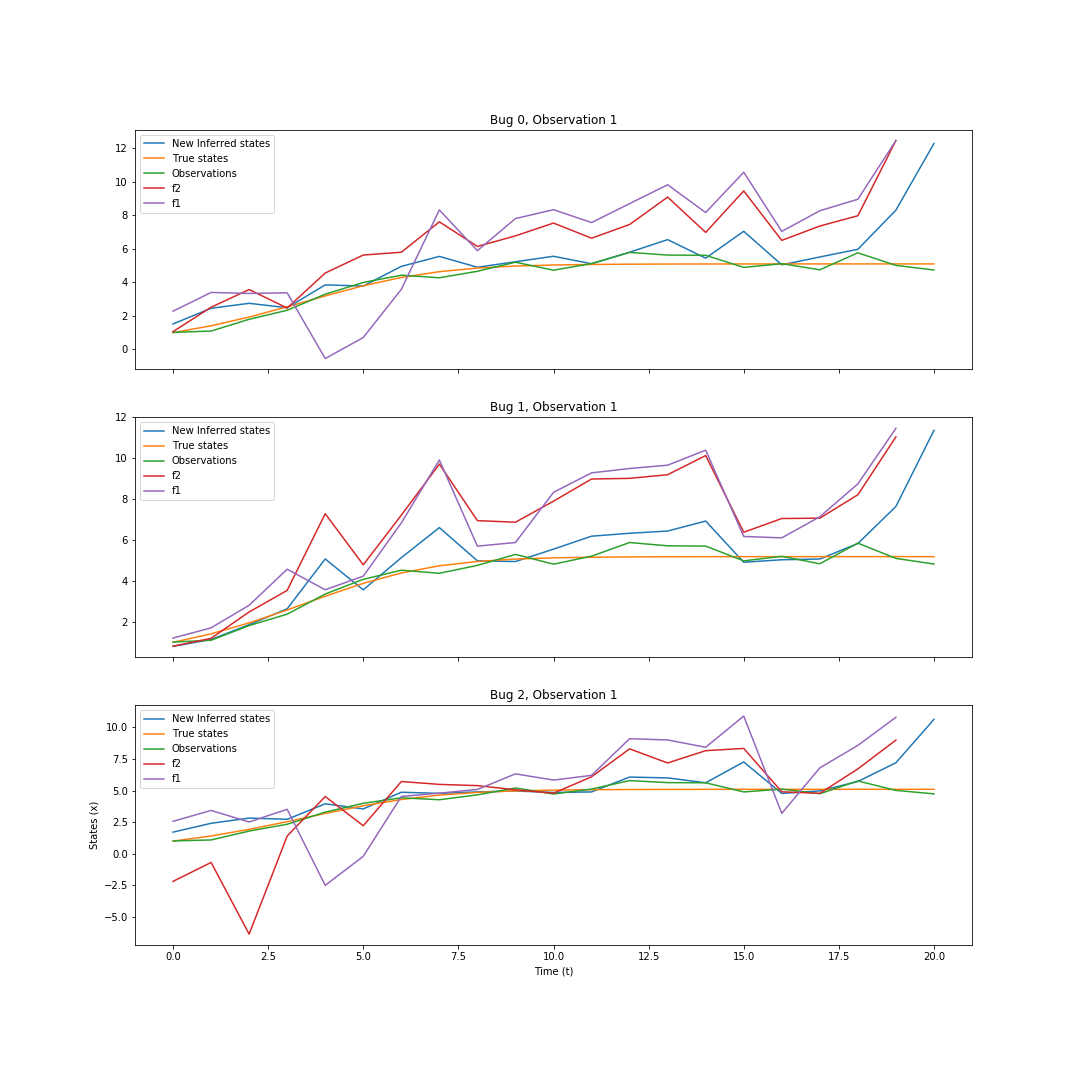 Bug 0, Observation 1
New Inferred states
True states
Observations
f2
f1
12
10
8
6
4
2
0
Bug 1, Observation 1
New Inferred states
True states
Observations
f2
f1
12
10
8
6
4
2
Bug 2, Observation 1
New Inferred states
True states
Observations
f2
f1
10.0
7.5
5.0
2.5
0.0
−2.5
−5.0
States (x)
0.0 2.5 5.0 7.5 10.0 12.5 15.0 17.5 20.0
Time (t)